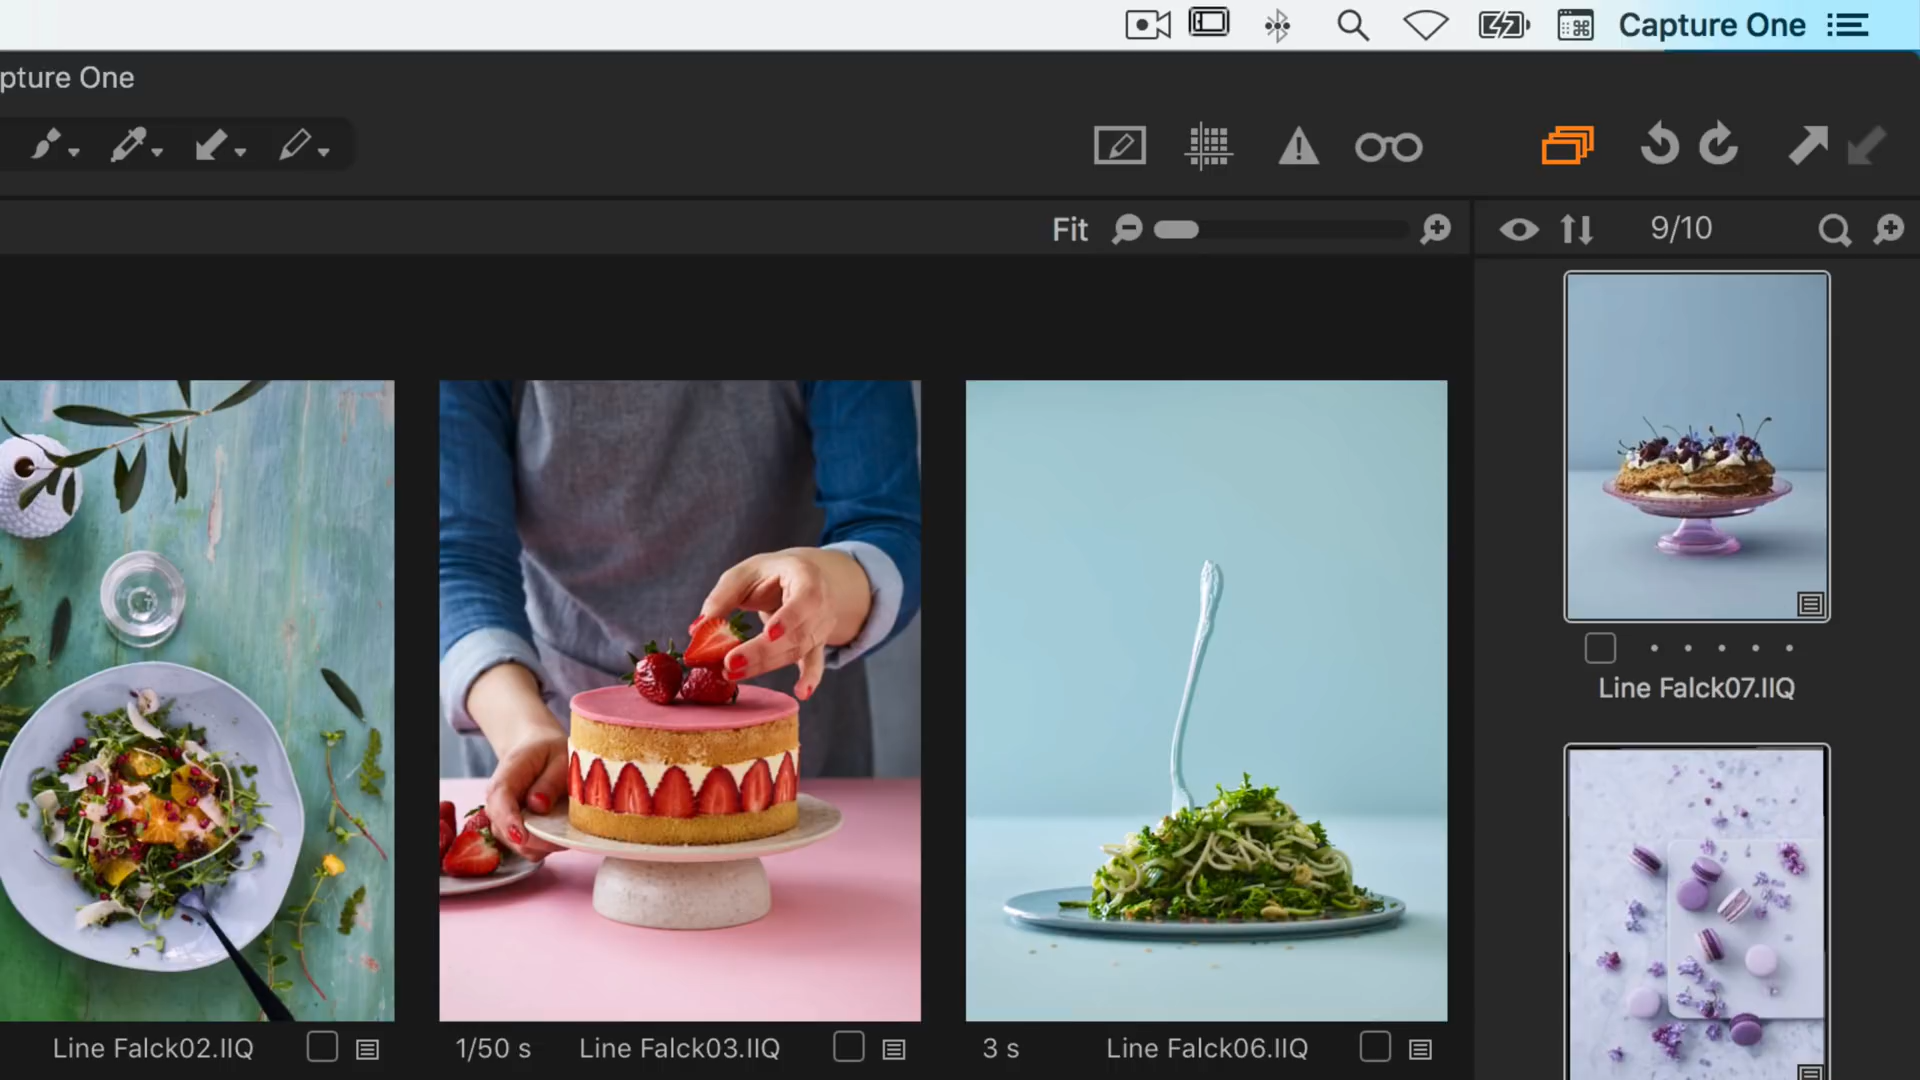 Capture One
pture One
Fit
9/10
Line Falck07.IIQ
Line Falck02.IIQ
1/50 s
Line Falck03.IIQ
3 s
Line Falck06.IIQ